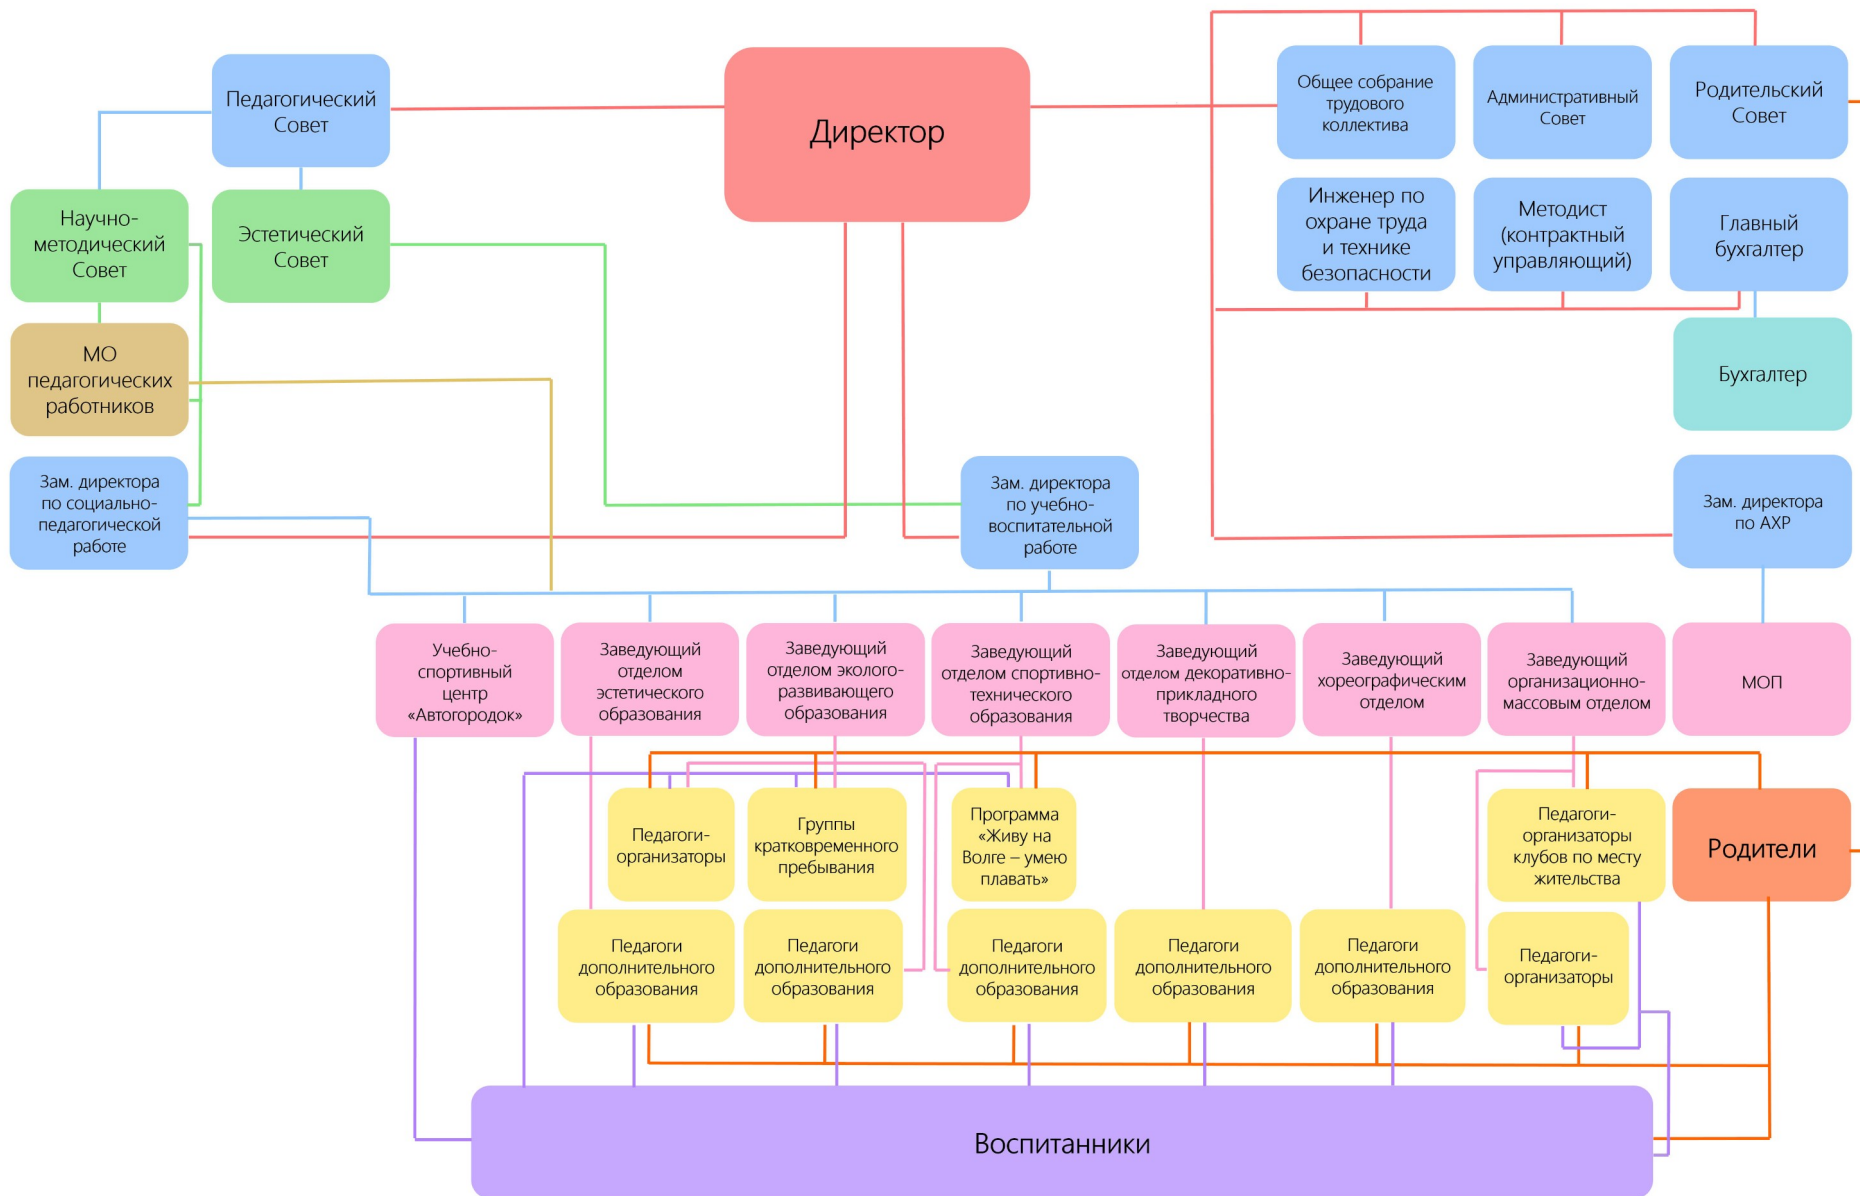 Директор
Педагогический
Совет
Общее собрание
трудового
коллектива
Административный
Совет
Родительский
Совет
Научно-
методический
Совет
Эстетический
Совет
Инженер по
охране труда
и технике
безопасности
Методист
(контрактный
управляющий)
Главный
бухгалтер
МО
педагогических
работников
Бухгалтер
Зам. директора
по социально-
педагогической
работе
Зам. директора
по учебно-
воспитательной
работе
Зам. директора
по АХР
Учебно-
спортивный
центр
«Автогородок»
Заведующий
отделом
эстетического
образования
Заведующий
отделом эколого-
развивающего
образования
Заведующий
отделом спортивно-
технического
образования
Заведующий
отделом декоративно-
прикладного
творчества
Заведующий
хореографическим
отделом
Заведующий
организационно-
массовым отделом
МОП
Педагоги-
организаторы
Группы
кратковременного
пребывания
Программа
«Живу на
Волге – умею
плавать»
Педагоги-
организаторы
клубов по месту
жительства
Родители
Педагоги
дополнительного
образования
Педагоги
дополнительного
образования
Педагоги
дополнительного
образования
Педагоги
дополнительного
образования
Педагоги
дополнительного
образования
Педагоги-
организаторы
Воспитанники